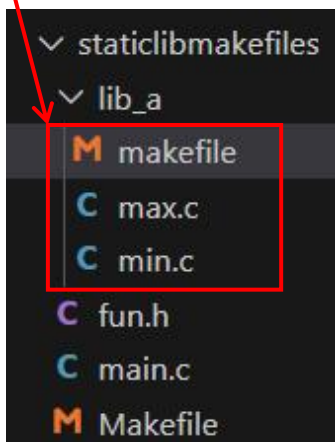 staticlibmakefiles
lib_a
M makefile
C max.c
C min.c
C fun.h
C main.c
M Makefile